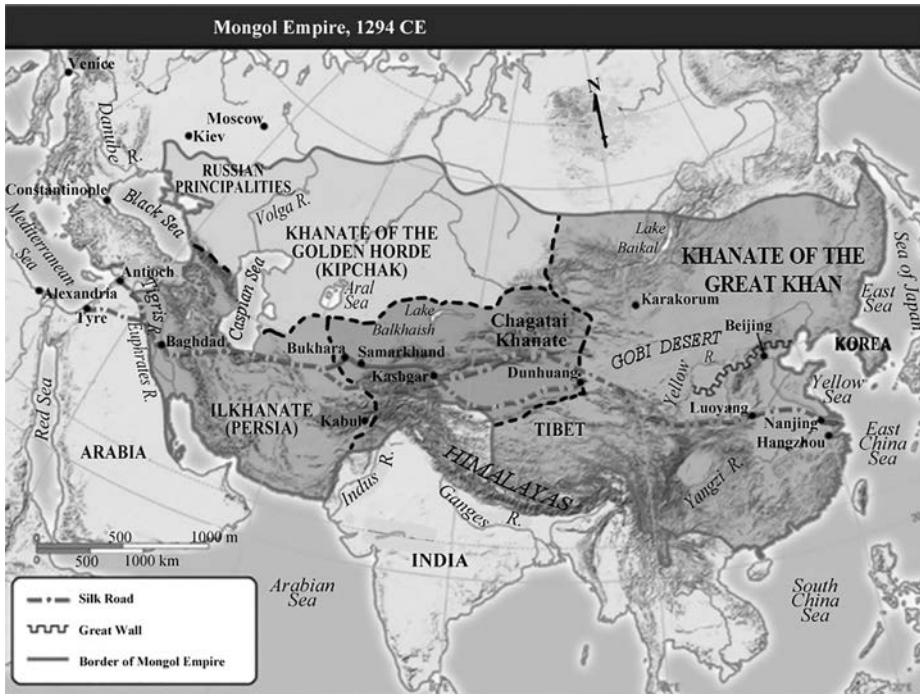 Mongol Empire, 1294 CE
Venice
Danube
R.
Moscow
Kiev
N
RUSSIAN
PRINCIPALITIES
Constantinople
Black Sea
Volga R.
Mediterranean
Sea
KHANATE OF
THE GOLDEN HORDE
(KIPCHAK)
Lake
Baikal
KHANATE OF THE
GREAT KHAN
Sea of Japan
Antioch
Tigris R.
Caspian Sea
Aral
Sea
Karakorum
East
Sea
Alexandria
Tyre
Euphrates R.
Baghdad
Lake
Balkhaish
Chagatai
Khanate
Beijing
GOBI DESERT
KOREA
Bukhara
Samarkhand
Kashgar
Dunhuang
Yellow
R.
Yellow
Sea
Red Sea
ILKHANATE
(PERSIA)
Kabul
Luoyang
Nanjing
Hangzhou
East
China
Sea
ARABIA
TIBET
Indus
R.
HIMALAYAS
Ganges
R.
Yangzi R.
0 500 1000 m
0 500 1000 km
INDIA
Arabian
Sea
South
China Sea
Silk Road
Great Wall
Border of Mongol Empire